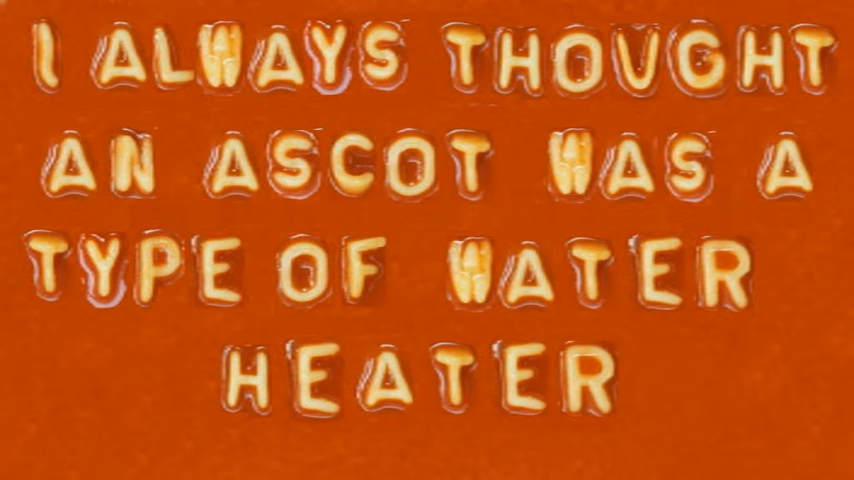 I ALWAYS THOUGHT
AN ASCOT WAS A
TYPE OF WATER
HEATER